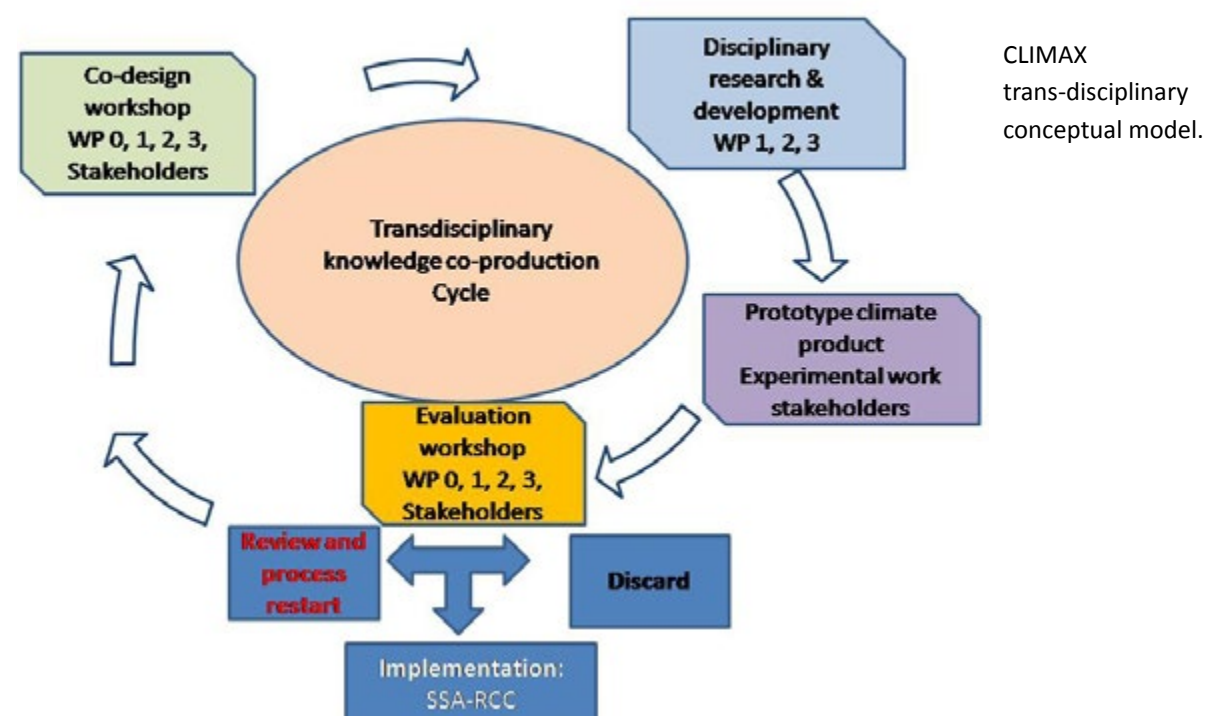 Co-design
workshop
WP 0, 1, 2, 3,
Stakeholders
Disciplinary
research &
development
WP 1, 2, 3
CLIMAX
trans-disciplinary
conceptual model.
Transdisciplinary
knowledge co-production
Cycle
Prototype climate
product
Experimental work
stakeholders
Evaluation
workshop
WP 0, 1, 2, 3,
Stakeholders
Review and
process
restart
Discard
Implementation:
SSA-RCC